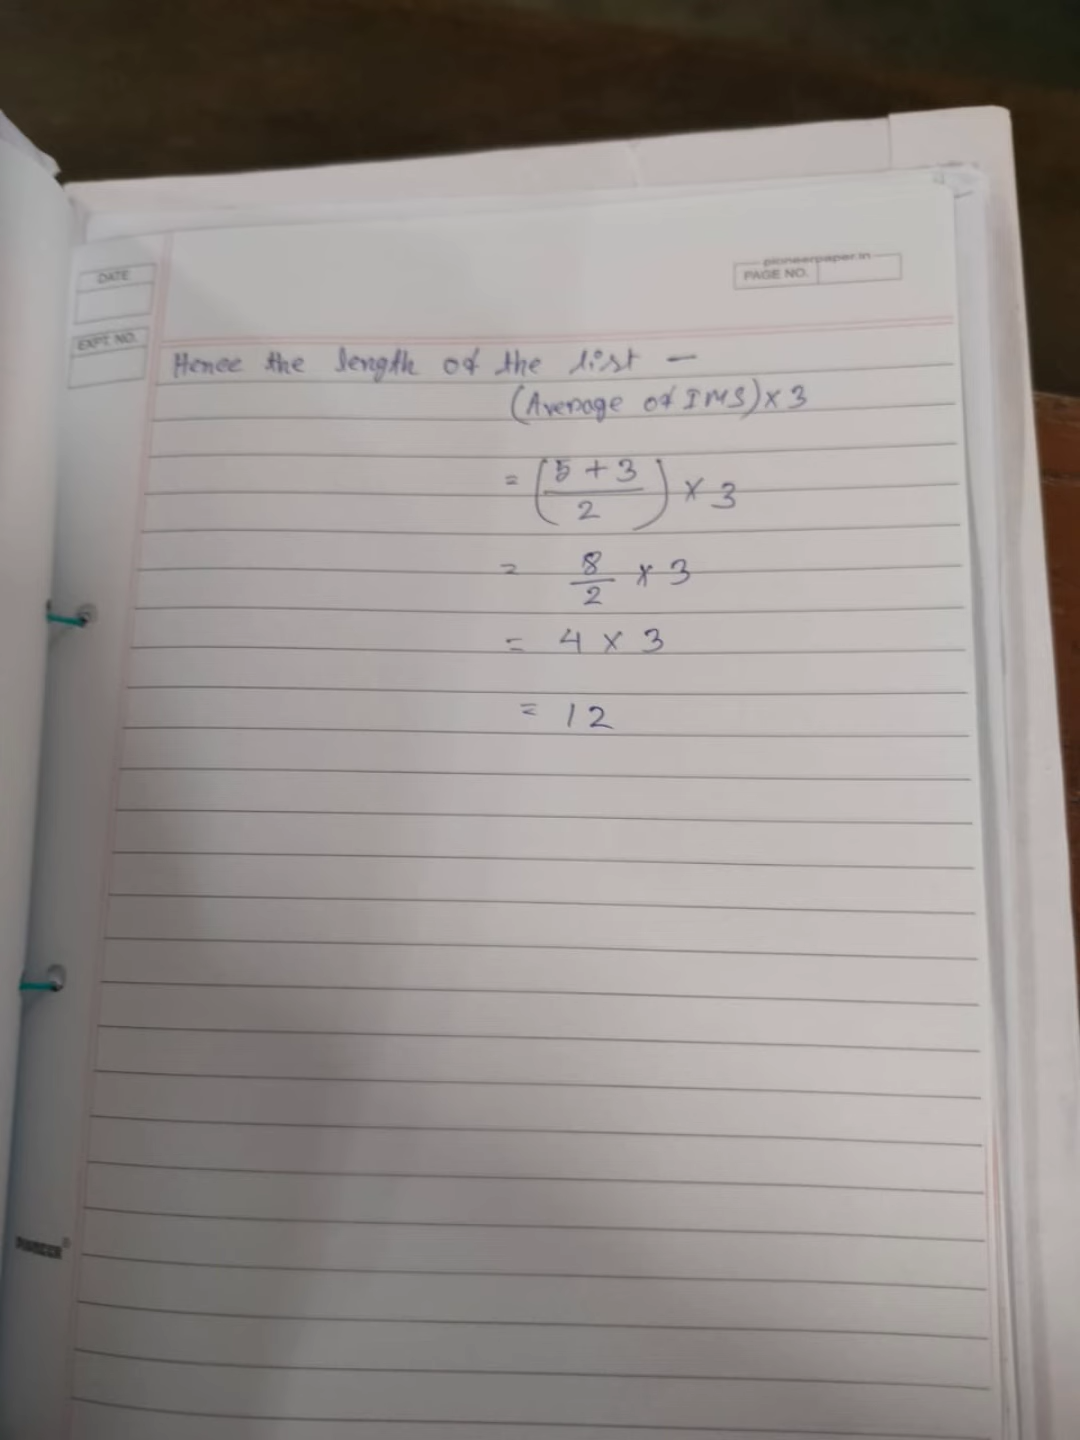 pioneerpaper.in
PAGE NO.
DATE
EXPT. NO.
Hence the length of the list —
(Average of IMS) × 3
= (5 + 3 / 2) × 3
= 8 / 2 × 3
= 4 × 3
= 12
PIONEER®